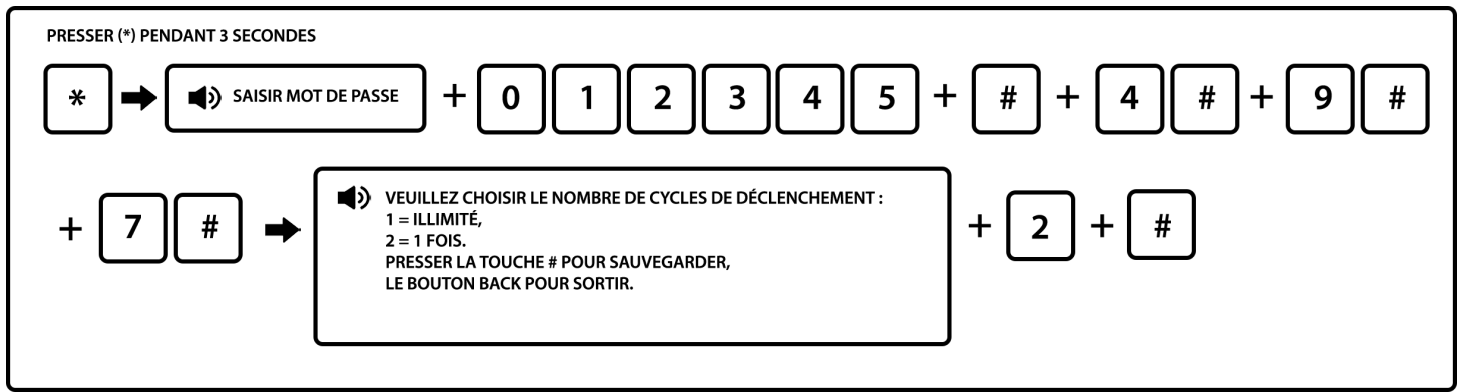 PRESSER (*) PENDANT 3 SECONDES
* SAISIR MOT DE PASSE + 0 1 2 3 4 5 + # + 4 # + 9 #
+ 7 # VEUILLEZ CHOISIR LE NOMBRE DE CYCLES DE DÉCLENCHEMENT :
1 = ILLIMITÉ,
2 = 1 FOIS.
PRESSER LA TOUCHE # POUR SAUVEGARDER,
LE BOUTON BACK POUR SORTIR.
+ 2 + #